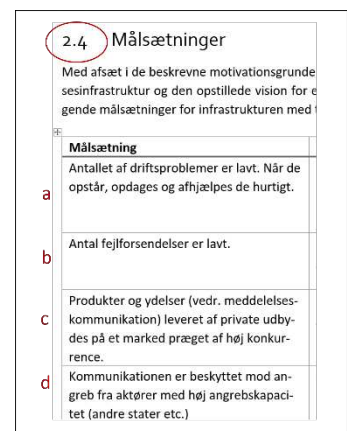 2.4 Målsætninger
Med afsæt i de beskrevne motivationsgrunde
sesinfrastruktur og den opstillede vision for e
gende målsætninger for infrastrukturen med t
Målsætning
Antallet af driftsproblemer er lavt. Når de
opstår, opdages og afhjælpes de hurtigt.
a
Antal fejlforsendelser er lavt.
b
Produkter og ydelser (vedr. meddelelses-
c kommunikation) leveret af private udby-
des på et marked præget af høj konkur-
rence.
d Kommunikationen er beskyttet mod an-
greb fra aktører med høj angrebskapaci-
tet (andre stater etc.)